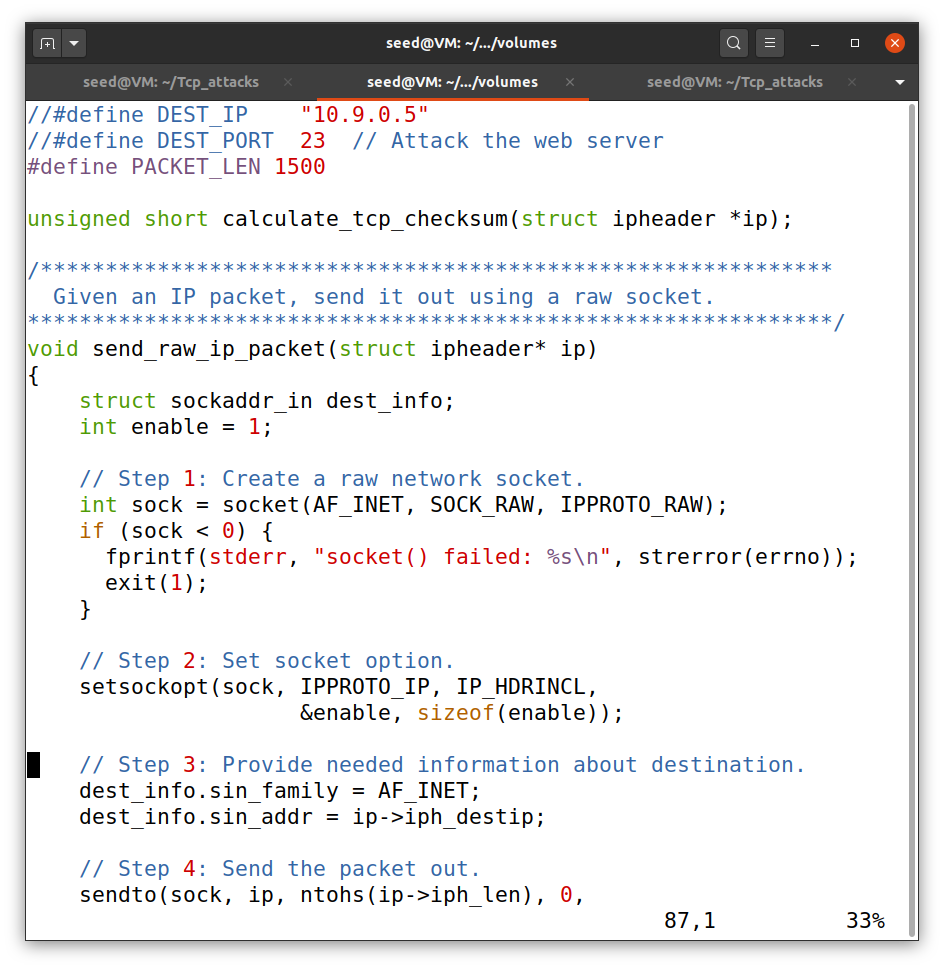 seed@VM: ~/.../volumes
seed@VM: ~/Tcp_attacks
seed@VM: ~/.../volumes
seed@VM: ~/Tcp_attacks
//#define DEST_IP    "10.9.0.5"
//#define DEST_PORT  23  // Attack the web server
#define PACKET_LEN 1500

unsigned short calculate_tcp_checksum(struct ipheader *ip);

/*************************************************************
  Given an IP packet, send it out using a raw socket.
**************************************************************/
void send_raw_ip_packet(struct ipheader* ip)
{
    struct sockaddr_in dest_info;
    int enable = 1;

    // Step 1: Create a raw network socket.
    int sock = socket(AF_INET, SOCK_RAW, IPPROTO_RAW);
    if (sock < 0) {
      fprintf(stderr, "socket() failed: %s\n", strerror(errno));
      exit(1);
    }

    // Step 2: Set socket option.
    setsockopt(sock, IPPROTO_IP, IP_HDRINCL,
                     &enable, sizeof(enable));

    // Step 3: Provide needed information about destination.
    dest_info.sin_family = AF_INET;
    dest_info.sin_addr = ip->iph_destip;

    // Step 4: Send the packet out.
    sendto(sock, ip, ntohs(ip->iph_len), 0,
87,1          33%